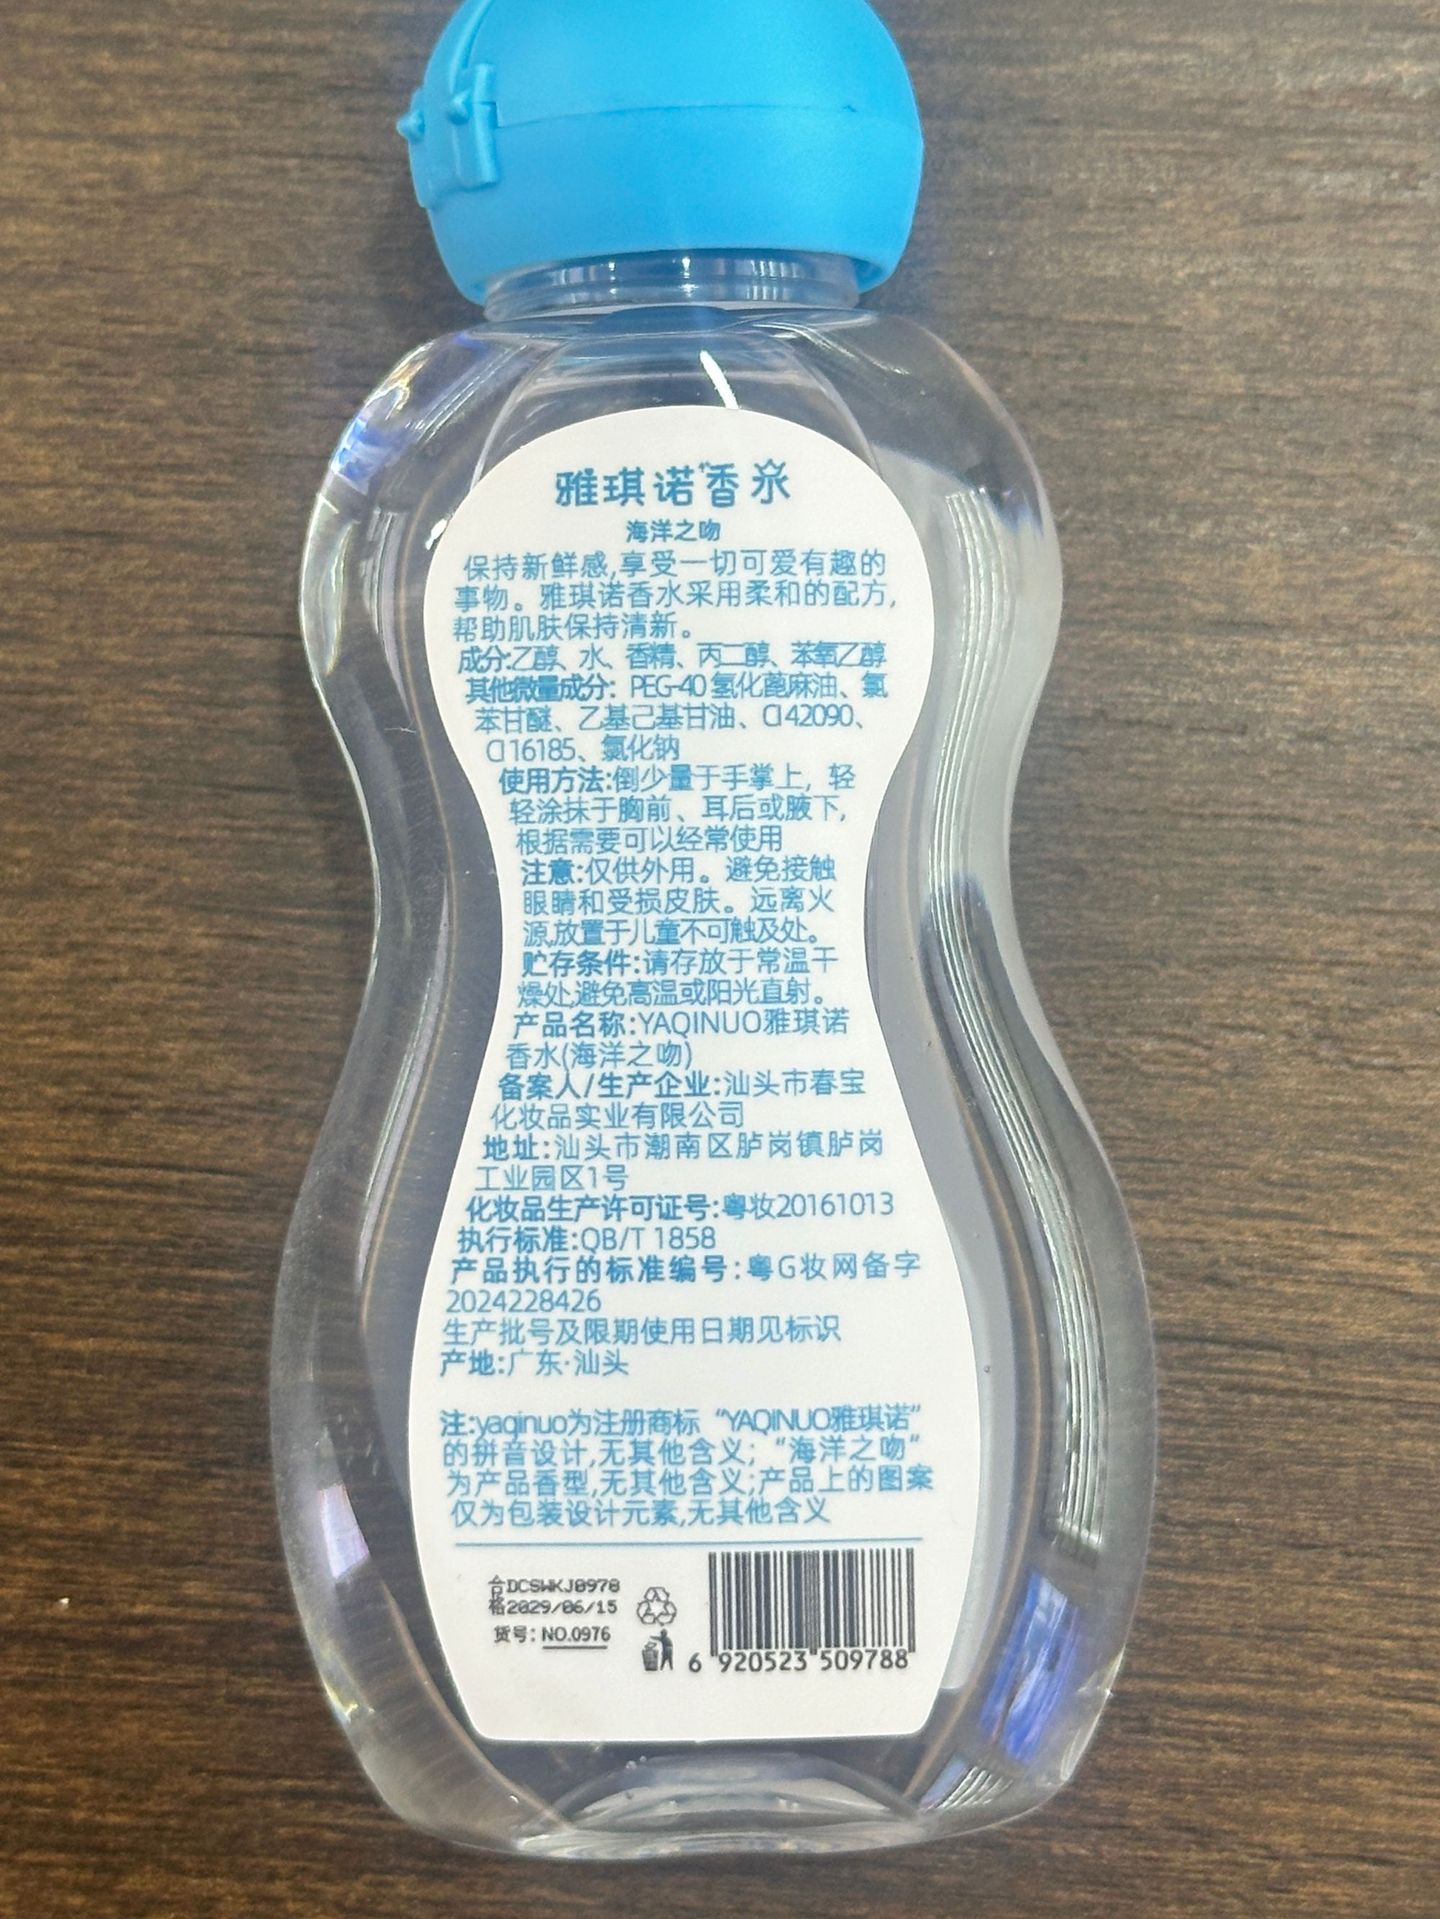 雅琪诺香水
海洋之吻
保持新鲜感,享受一切可爱有趣的
事物。雅琪诺香水采用柔和的配方,
帮助肌肤保持清新。
成分:乙醇、水、香精、丙二醇、苯氧乙醇
其他微量成分：PEG-40氢化蓖麻油、氯
苯甘醚、乙基己基甘油、CI 42090、
CI 16185、氯化钠
使用方法:倒少量于手掌上，轻
轻涂抹于胸前、耳后或腋下,
根据需要可以经常使用
注意:仅供外用。避免接触
眼睛和受损皮肤。远离火
源,放置于儿童不可触及处。
贮存条件:请存放于常温干
燥处,避免高温或阳光直射。
产品名称:YAQINUO雅琪诺
香水(海洋之吻)
备案人/生产企业:汕头市春宝
化妆品实业有限公司
地址:汕头市潮南区胪岗镇胪岗
工业园区1号
化妆品生产许可证号:粤妆20161013
执行标准:QB/T 1858
产品执行的标准编号:粤G妆网备字
2024228426
生产批号及限期使用日期见标识
产地:广东·汕头
注:yaqinuo为注册商标“YAQINUO雅琪诺”
的拼音设计,无其他含义;“海洋之吻”
为产品香型,无其他含义;产品上的图案
仅为包装设计元素,无其他含义
合DCSWKJ0978
格2029/06/15
货号: NO.0976
6 920523 509788